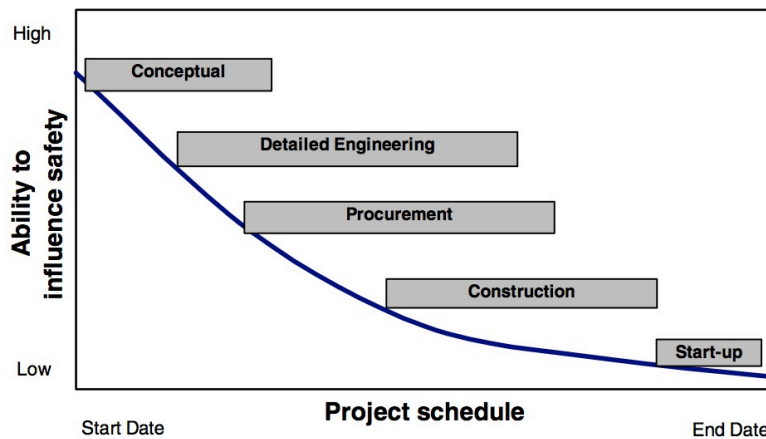 High
Conceptual
Detailed Engineering
Ability to
influence safety
Procurement
Construction
Start-up
Low
Project schedule
Start Date
End Date